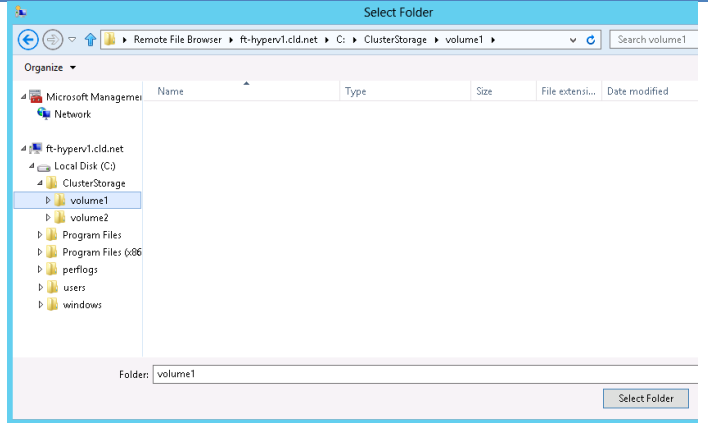 Select Folder
Remote File Browser ft-hyperv1.cld.net C: ClusterStorage volume1 Search volume1
Organize
Name Type Size File extensi... Date modified
Microsoft Managemei
Network
ft-hyperv1.cld.net
Local Disk (C:)
ClusterStorage
volume1
volume2
Program Files
Program Files (x86
perflogs
users
windows
Folder: volume1
Select Folder